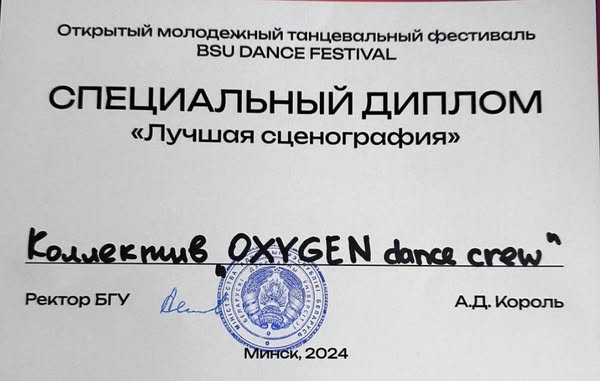 Открытый молодежный танцевальный фестиваль
BSU DANCE FESTIVAL
СПЕЦИАЛЬНЫЙ ДИПЛОМ
«Лучшая сценография»
Коллектив „OXYGEN dance crew"
Ректор БГУ
А.Д. Король
Минск, 2024